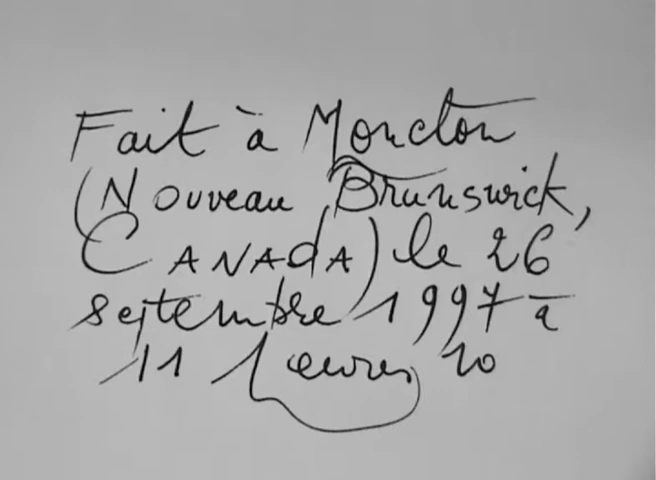 Fait à Moncton
(Nouveau Brunswick,
CANADA) le 26
septembre 1997 à
11 heures 10